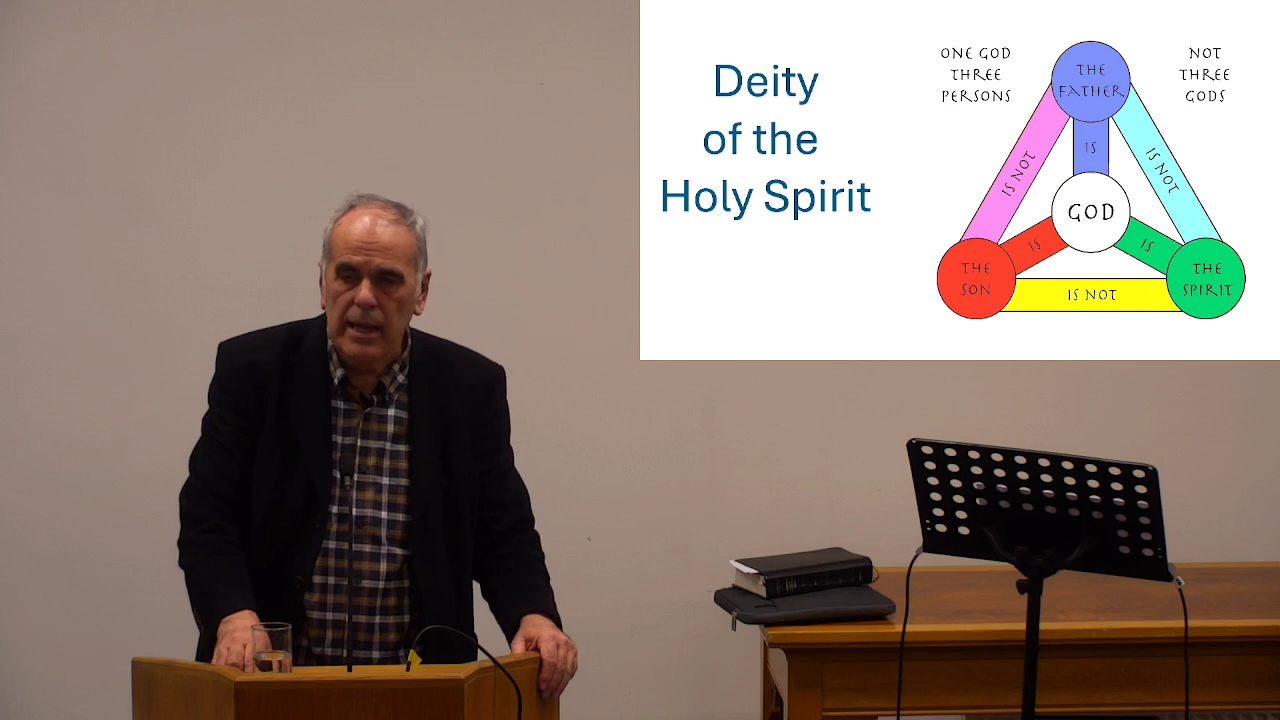 Deity
of the
Holy Spirit
ONE GOD
THREE
PERSONS
NOT
THREE
GODS
THE
FATHER
IS
IS NOT
IS NOT
GOD
IS
IS
THE
SON
THE
SPIRIT
IS NOT